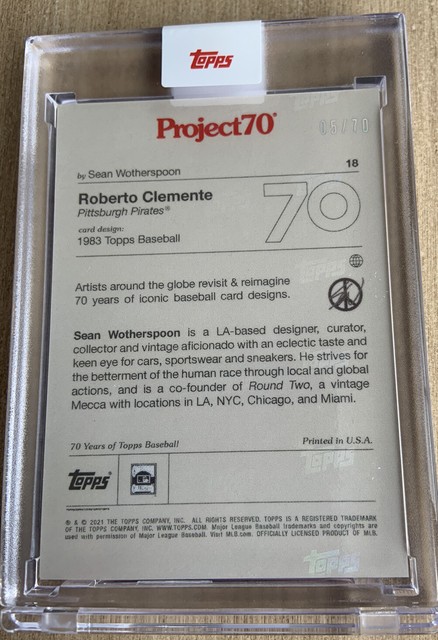 Topps
Project70®
06/70
by Sean Wotherspoon
18
Roberto Clemente
Pittsburgh Pirates®
70
card design:
1983 Topps Baseball
Topps
Artists around the globe revisit & reimagine
70 years of iconic baseball card designs.
Sean Wotherspoon is a LA-based designer, curator,
collector and vintage aficionado with an eclectic taste and
keen eye for cars, sportswear and sneakers. He strives for
the betterment of the human race through local and global
actions, and is a co-founder of Round Two, a vintage
Mecca with locations in LA, NYC, Chicago, and Miami.
70 Years of Topps Baseball
Printed in U.S.A.
Topps
Topps
® & © 2021 THE TOPPS COMPANY, INC. ALL RIGHTS RESERVED. TOPPS IS A REGISTERED TRADEMARK
OF THE TOPPS COMPANY, INC. WWW.TOPPS.COM. Major League Baseball trademarks and copyrights are
used with permission of Major League Baseball. Visit MLB.com. OFFICIALLY LICENSED PRODUCT OF MLB.
Topps